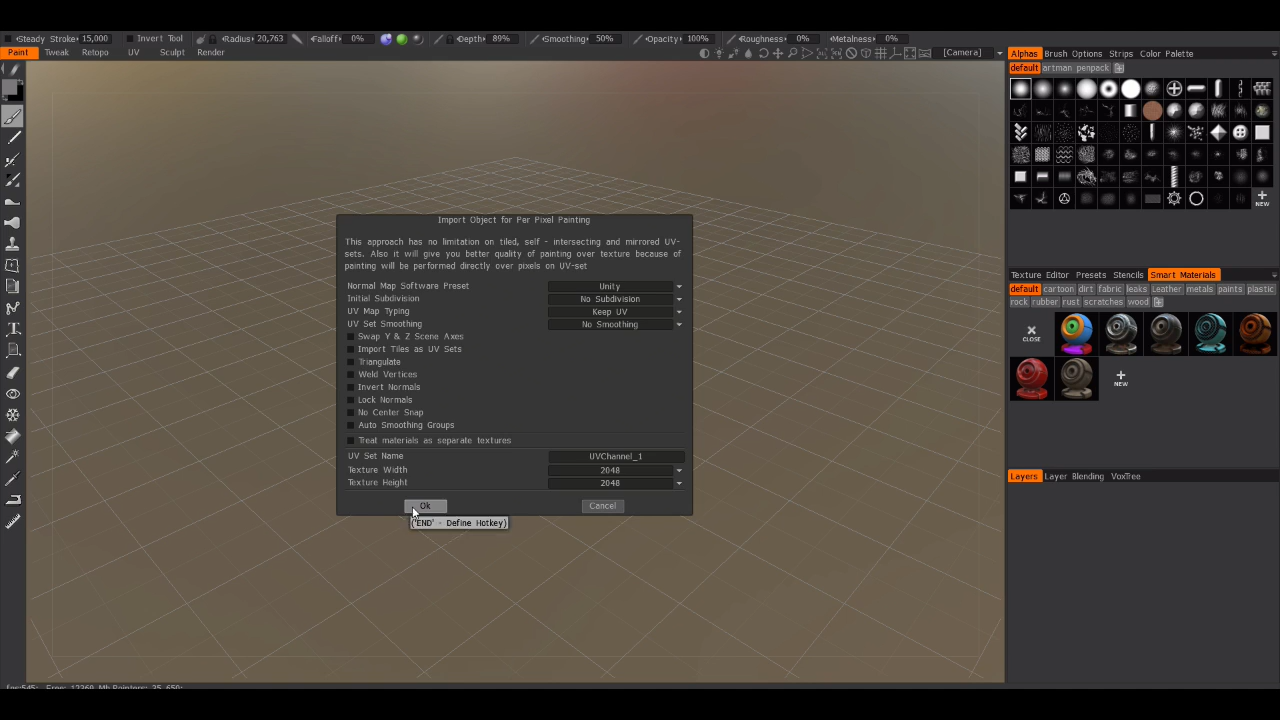 Steady Stroke 15,000 Invert Tool Radius 20,763 Falloff 0% Depth 89% Smoothing 50% Opacity 100% Roughness 0% Metalness 0%
Paint Tweak Retopo UV Sculpt Render [Camera]
Alphas Brush Options Strips Color Palette
default artman penpack
NEW
Import Object for Per Pixel Painting
This approach has no limitation on tiled, self - intersecting and mirrored UV-
sets. Also it will give you better quality of painting over texture because of
painting will be performed directly over pixels on UV-set
Normal Map Software Preset Unity
Initial Subdivision No Subdivision
UV Map Typing Keep UV
UV Set Smoothing No Smoothing
Swap Y & Z Scene Axes
Import Tiles as UV Sets
Triangulate
Weld Vertices
Invert Normals
Lock Normals
No Center Snap
Auto Smoothing Groups
Treat materials as separate textures
UV Set Name UVChannel_1
Texture Width 2048
Texture Height 2048
Ok Cancel
('END' - Define Hotkey)
Texture Editor Presets Stencils Smart Materials
default cartoon dirt fabric leaks Leather metals paints plastic
rock rubber rust scratches wood
CLOSE
NEW
Layers Layer Blending VoxTree